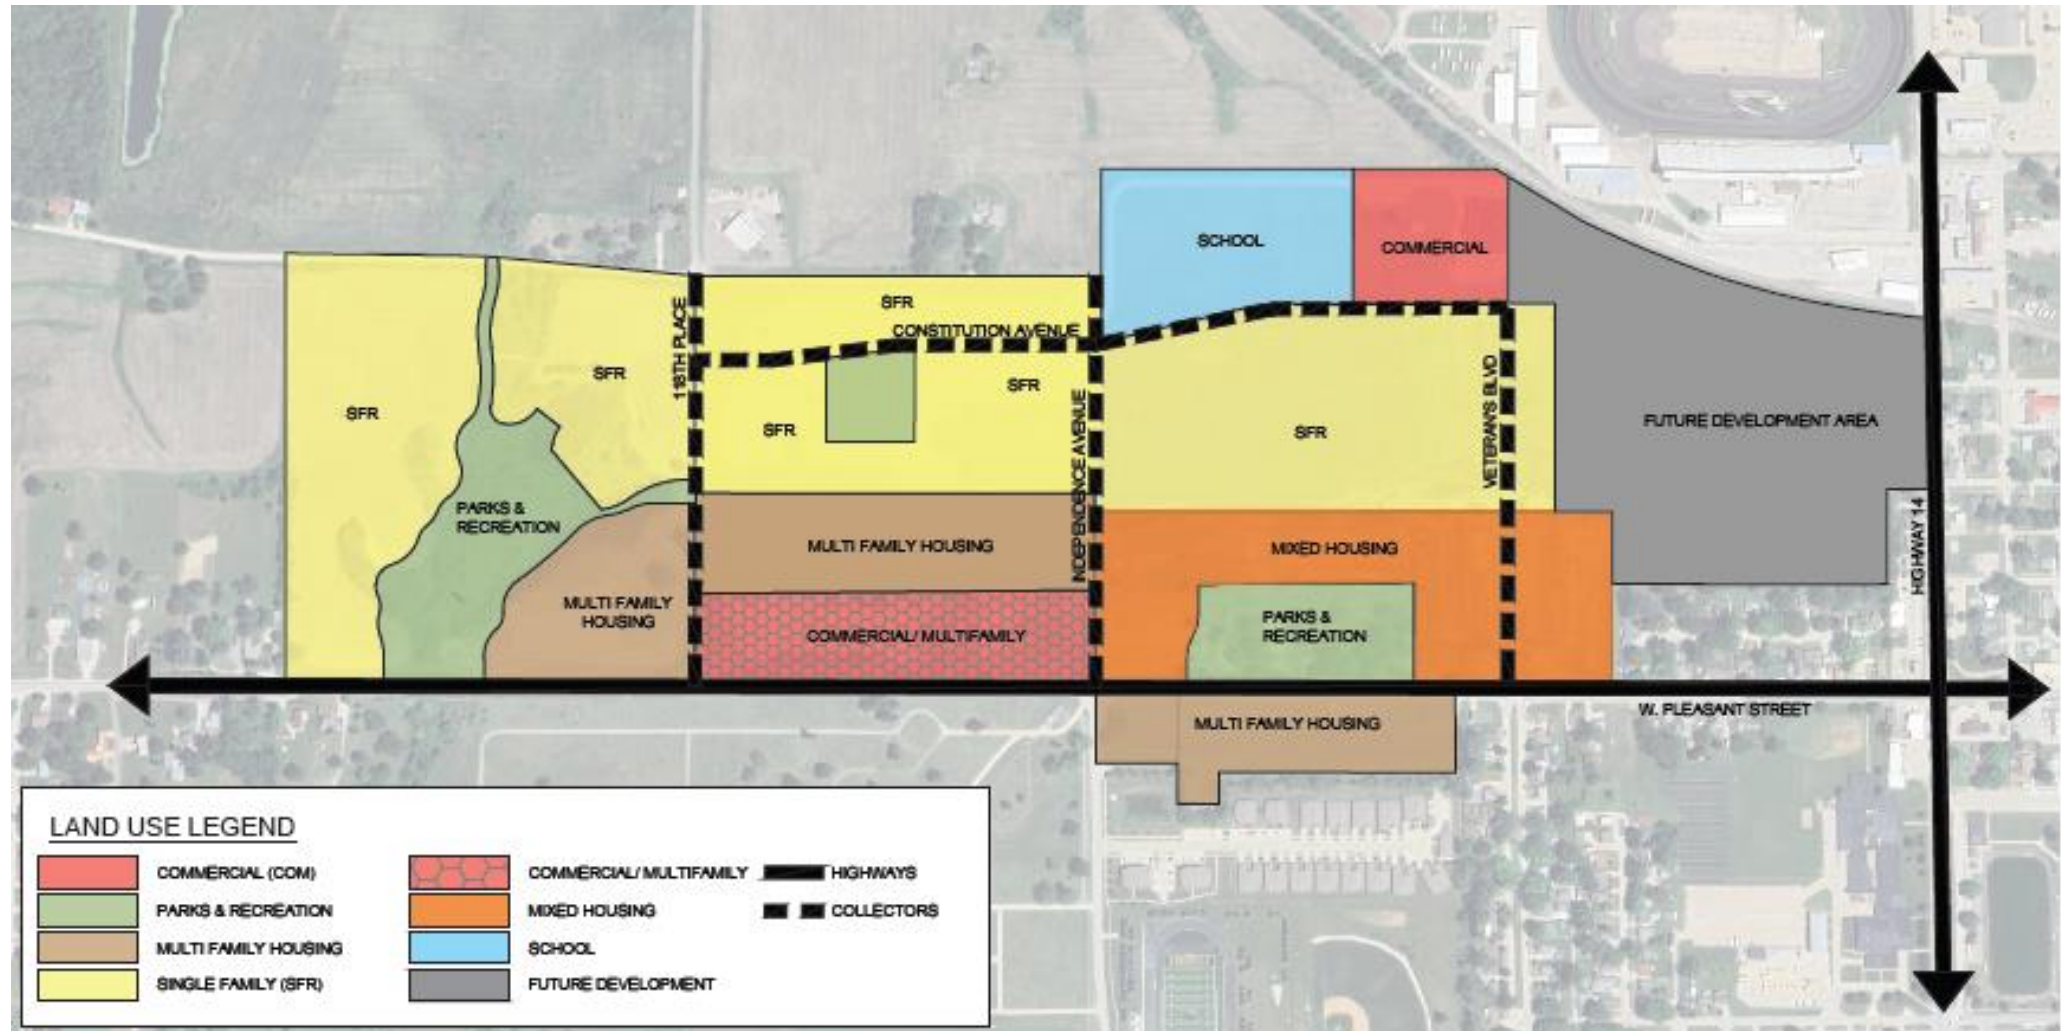 SCHOOL
COMMERCIAL
SFR
CONSTITUTION AVENUE
118TH PLACE
SFR
SFR
SFR
SFR
SFR
INDEPENDENCE AVENUE
VETERAN'S BLVD
FUTURE DEVELOPMENT AREA
PARKS &
RECREATION
MULTI FAMILY HOUSING
MIXED HOUSING
HIGHWAY 14
MULTI FAMILY
HOUSING
COMMERCIAL/ MULTIFAMILY
PARKS &
RECREATION
W. PLEASANT STREET
MULTI FAMILY HOUSING
LAND USE LEGEND
COMMERCIAL (COM)
PARKS & RECREATION
MULTI FAMILY HOUSING
SINGLE FAMILY (SFR)
COMMERCIAL/ MULTIFAMILY
MIXED HOUSING
SCHOOL
FUTURE DEVELOPMENT
HIGHWAYS
COLLECTORS